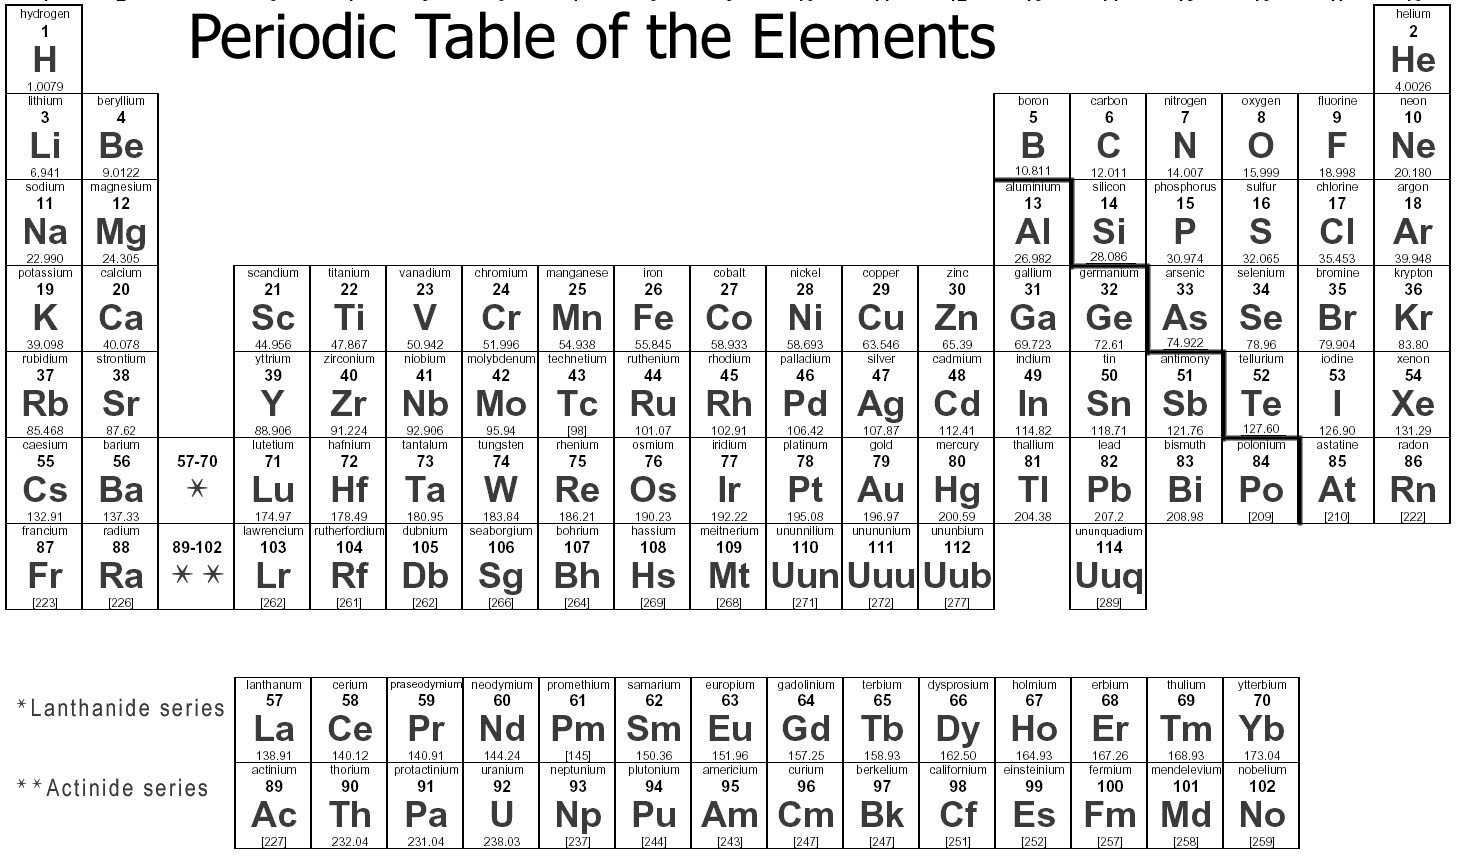 Periodic Table of the Elements
hydrogen helium
1 2
H He
1.0079 4.0026
lithium beryllium boron carbon nitrogen oxygen fluorine neon
3 4 5 6 7 8 9 10
Li Be B C N O F Ne
6.941 9.0122 10.811 12.011 14.007 15.999 18.998 20.180
sodium magnesium aluminium silicon phosphorus sulfur chlorine argon
11 12 13 14 15 16 17 18
Na Mg Al Si P S Cl Ar
22.990 24.305 26.982 28.086 30.974 32.065 35.453 39.948
potassium calcium scandium titanium vanadium chromium manganese iron cobalt nickel copper zinc gallium germanium arsenic selenium bromine krypton
19 20 21 22 23 24 25 26 27 28 29 30 31 32 33 34 35 36
K Ca Sc Ti V Cr Mn Fe Co Ni Cu Zn Ga Ge As Se Br Kr
39.098 40.078 44.956 47.867 50.942 51.996 54.938 55.845 58.933 58.693 63.546 65.39 69.723 72.61 74.922 78.96 79.904 83.80
rubidium strontium yttrium zirconium niobium molybdenum technetium ruthenium rhodium palladium silver cadmium indium tin antimony tellurium iodine xenon
37 38 39 40 41 42 43 44 45 46 47 48 49 50 51 52 53 54
Rb Sr Y Zr Nb Mo Tc Ru Rh Pd Ag Cd In Sn Sb Te I Xe
85.468 87.62 88.906 91.224 92.906 95.94 [98] 101.07 102.91 106.42 107.87 112.41 114.82 118.71 121.76 127.60 126.90 131.29
caesium barium lutetium hafnium tantalum tungsten rhenium osmium iridium platinum gold mercury thallium lead bismuth polonium astatine radon
55 56 57-70 71 72 73 74 75 76 77 78 79 80 81 82 83 84 85 86
Cs Ba * Lu Hf Ta W Re Os Ir Pt Au Hg Tl Pb Bi Po At Rn
132.91 137.33 174.97 178.49 180.95 183.84 186.21 190.23 192.22 195.08 196.97 200.59 204.38 207.2 208.98 [209] [210] [222]
francium radium lawrencium rutherfordium dubnium seaborgium bohrium hassium meitnerium ununnilium unununium ununbium ununquadium
87 88 89-102 103 104 105 106 107 108 109 110 111 112 114
Fr Ra * * Lr Rf Db Sg Bh Hs Mt Uun Uuu Uub Uuq
[223] [226] [262] [261] [262] [266] [264] [269] [268] [271] [272] [277] [289]
*Lanthanide series
lanthanum cerium praseodymium neodymium promethium samarium europium gadolinium terbium dysprosium holmium erbium thulium ytterbium
57 58 59 60 61 62 63 64 65 66 67 68 69 70
La Ce Pr Nd Pm Sm Eu Gd Tb Dy Ho Er Tm Yb
138.91 140.12 140.91 144.24 [145] 150.36 151.96 157.25 158.93 162.50 164.93 167.26 168.93 173.04
**Actinide series
actinium thorium protactinium uranium neptunium plutonium americium curium berkelium californium einsteinium fermium mendelevium nobelium
89 90 91 92 93 94 95 96 97 98 99 100 101 102
Ac Th Pa U Np Pu Am Cm Bk Cf Es Fm Md No
[227] 232.04 231.04 238.03 [237] [244] [243] [247] [247] [251] [252] [257] [258] [259]